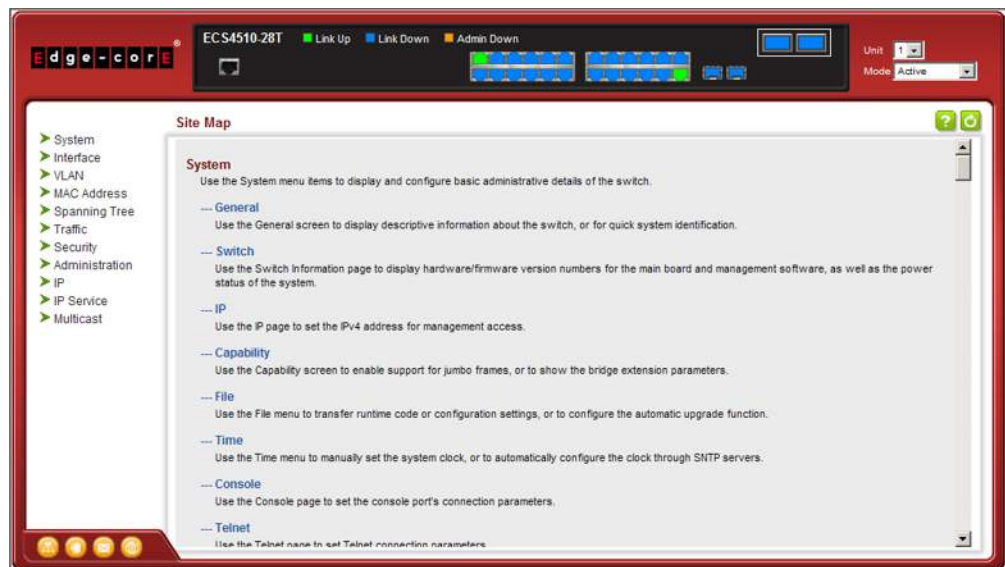 Edge-corE®
ECS4510-28T
Link Up
Link Down
Admin Down
Unit 1
Mode Active
System
Interface
VLAN
MAC Address
Spanning Tree
Traffic
Security
Administration
IP
IP Service
Multicast
Site Map
?
System
Use the System menu items to display and configure basic administrative details of the switch.
--- General
Use the General screen to display descriptive information about the switch, or for quick system identification.
--- Switch
Use the Switch Information page to display hardware/firmware version numbers for the main board and management software, as well as the power
status of the system.
--- IP
Use the IP page to set the IPv4 address for management access.
--- Capability
Use the Capability screen to enable support for jumbo frames, or to show the bridge extension parameters.
--- File
Use the File menu to transfer runtime code or configuration settings, or to configure the automatic upgrade function.
--- Time
Use the Time menu to manually set the system clock, or to automatically configure the clock through SNTP servers.
--- Console
Use the Console page to set the console port's connection parameters.
--- Telnet
Use the Telnet page to set Telnet connection parameters.